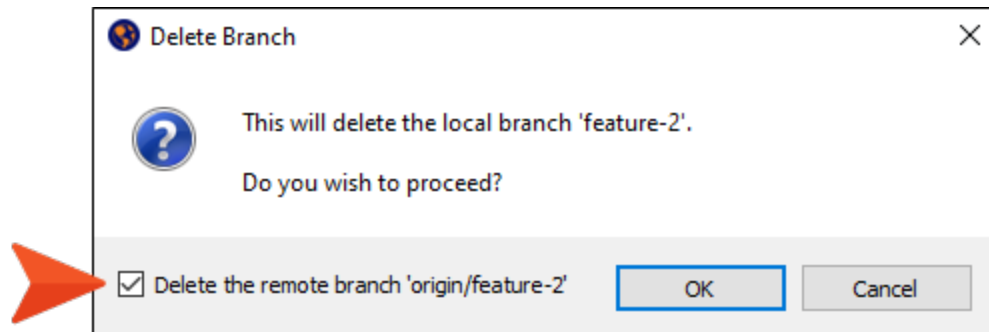 Delete Branch
This will delete the local branch 'feature-2'.
Do you wish to proceed?
Delete the remote branch 'origin/feature-2'
OK
Cancel